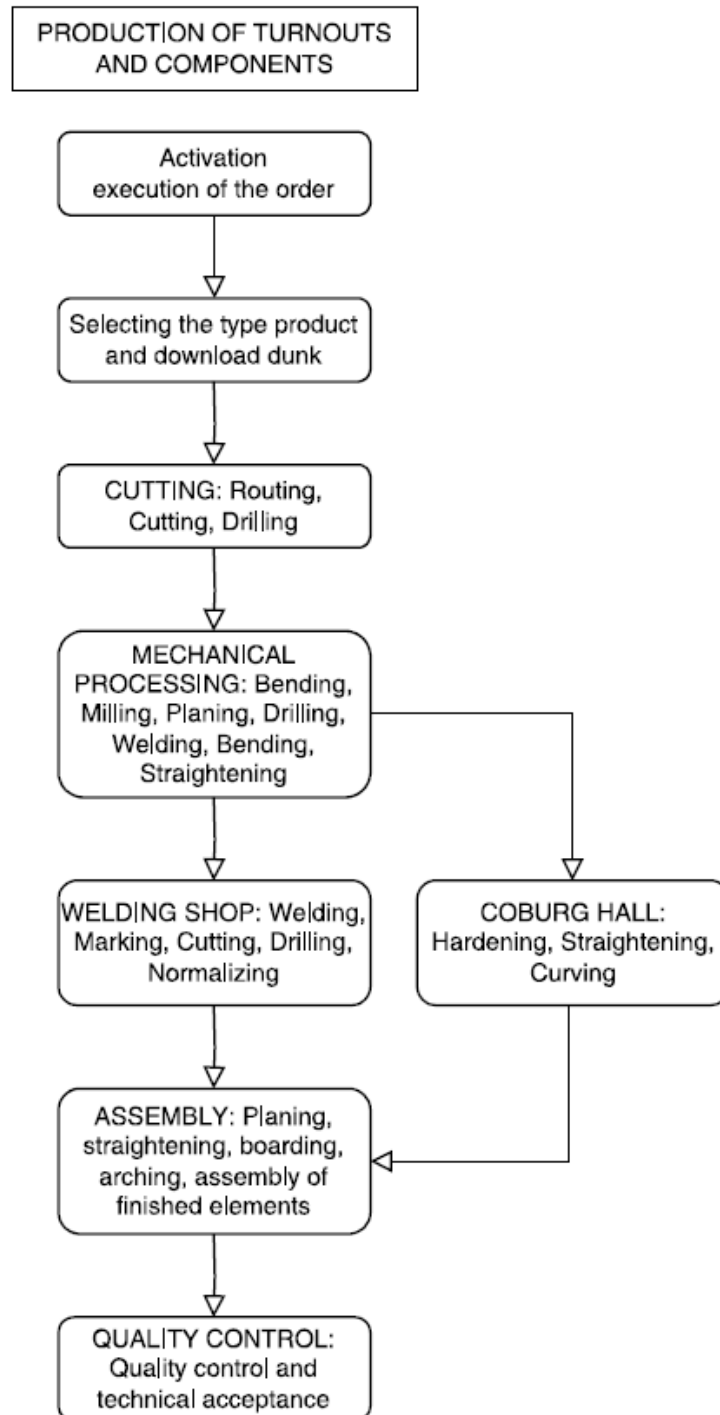 PRODUCTION OF TURNOUTS
AND COMPONENTS
Activation
execution of the order
Selecting the type product
and download dunk
CUTTING: Routing,
Cutting, Drilling
MECHANICAL
PROCESSING: Bending,
Milling, Planing, Drilling,
Welding, Bending,
Straightening
WELDING SHOP: Welding,
Marking, Cutting, Drilling,
Normalizing
COBURG HALL:
Hardening, Straightening,
Curving
ASSEMBLY: Planing,
straightening, boarding,
arching, assembly of
finished elements
QUALITY CONTROL:
Quality control and
technical acceptance